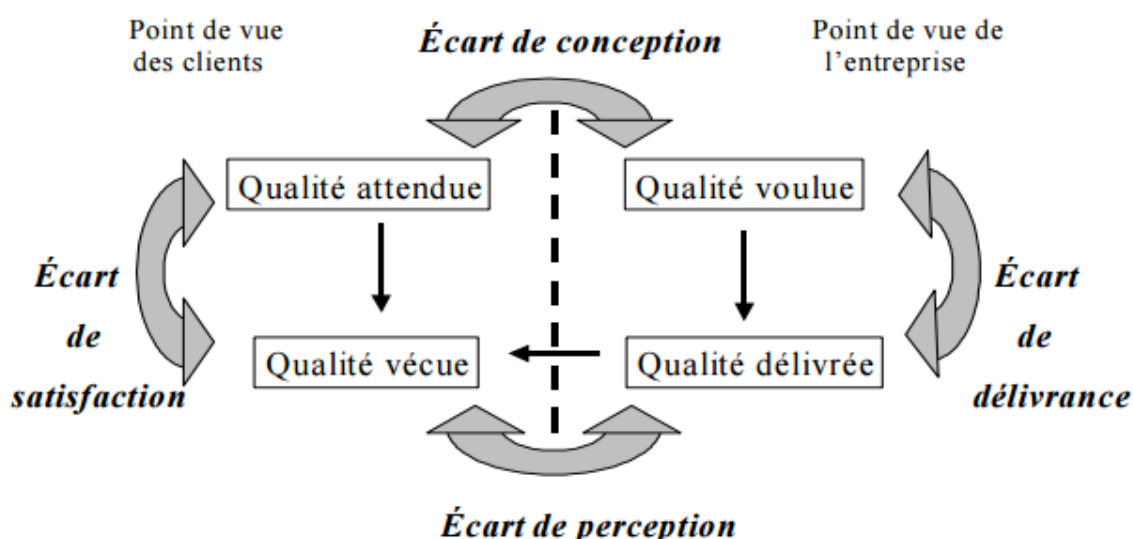 Point de vue
des clients
Écart de conception
Point de vue de
l'entreprise
Qualité attendue
Qualité voulue
Écart
de
satisfaction
Écart
de
délivrance
Qualité vécue
Qualité délivrée
Écart de perception